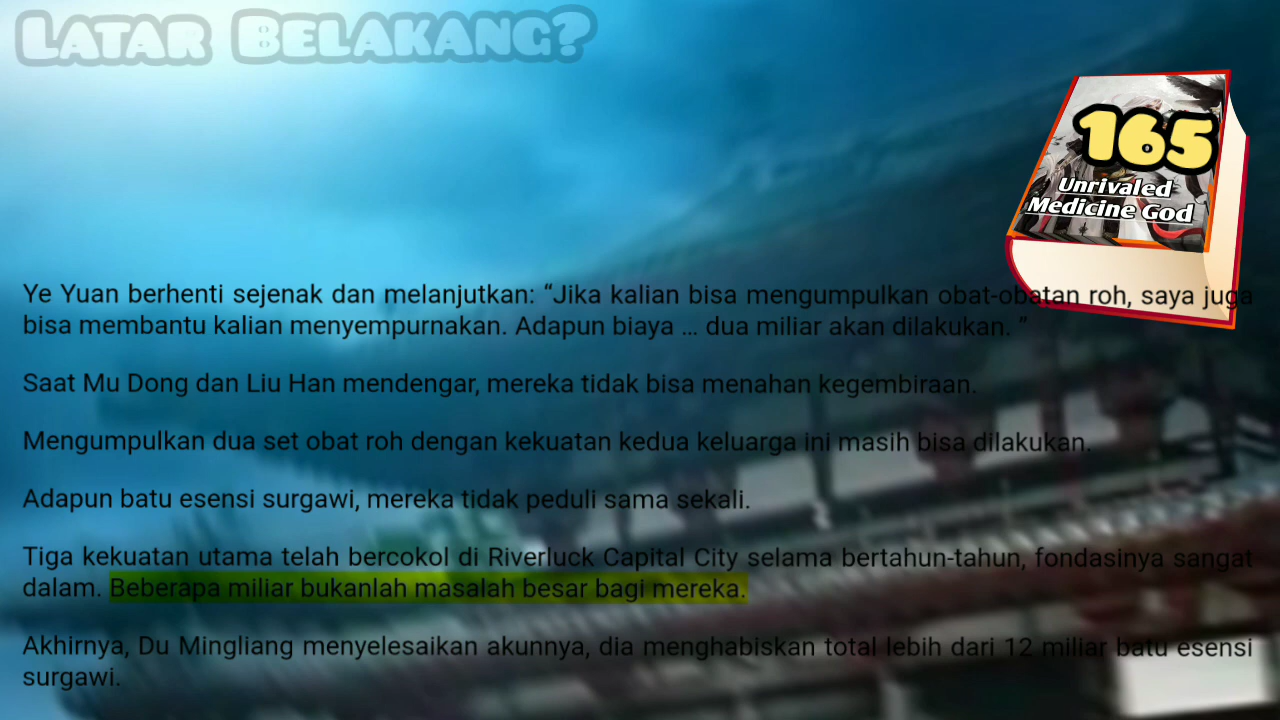 Latar Belakang?
165
Unrivaled
Medicine God
Ye Yuan berhenti sejenak dan melanjutkan: “Jika kalian bisa mengumpulkan obat-obatan roh, saya juga
bisa membantu kalian menyempurnakan. Adapun biaya ... dua miliar akan dilakukan. ”
Saat Mu Dong dan Liu Han mendengar, mereka tidak bisa menahan kegembiraan.
Mengumpulkan dua set obat roh dengan kekuatan kedua keluarga ini masih bisa dilakukan.
Adapun batu esensi surgawi, mereka tidak peduli sama sekali.
Tiga kekuatan utama telah bercokol di Riverluck Capital City selama bertahun-tahun, fondasinya sangat
dalam. Beberapa miliar bukanlah masalah besar bagi mereka.
Akhirnya, Du Mingliang menyelesaikan akunnya, dia menghabiskan total lebih dari 12 miliar batu esensi
surgawi.